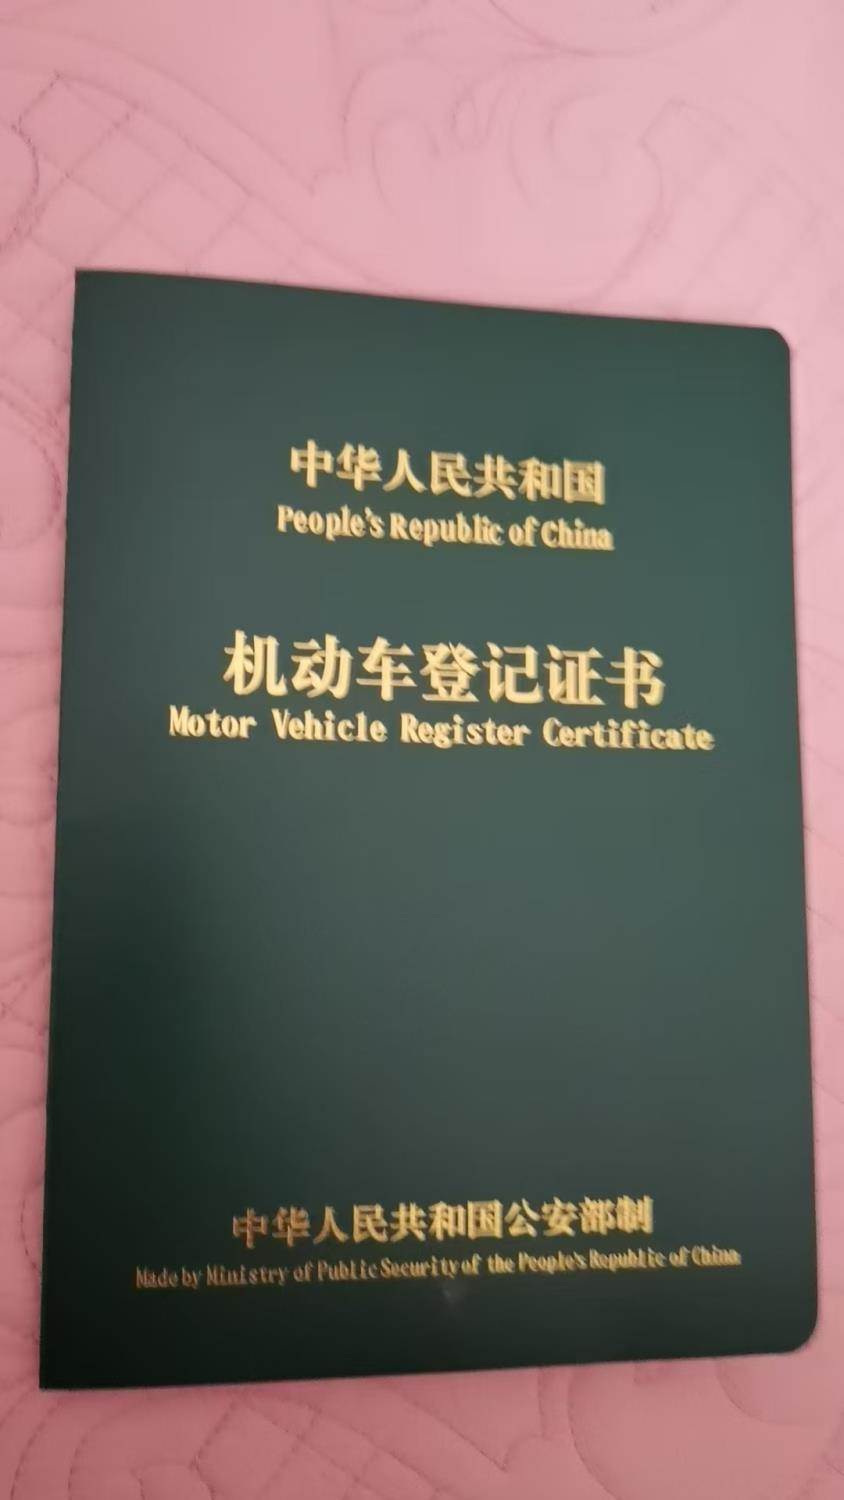 中华人民共和国
People's Republic of China
机动车登记证书
Motor Vehicle Register Certificate
中华人民共和国公安部制
Made by Ministry of Public Security of the People's Republic of China